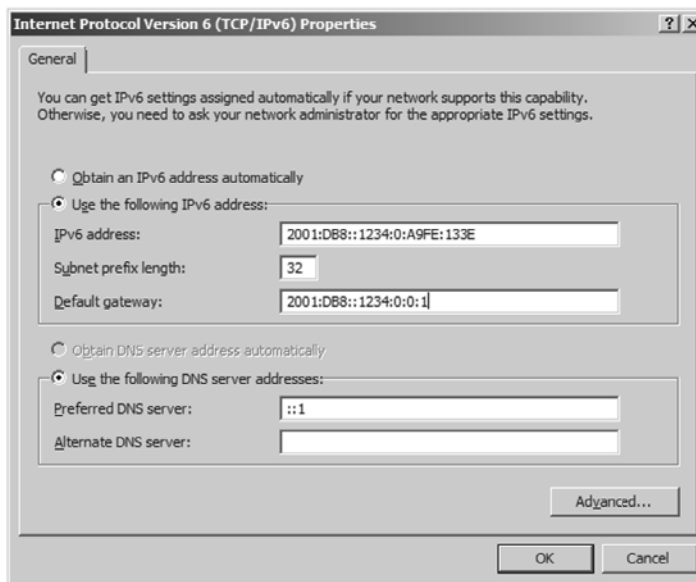 Internet Protocol Version 6 (TCP/IPv6) Properties
General
You can get IPv6 settings assigned automatically if your network supports this capability.
Otherwise, you need to ask your network administrator for the appropriate IPv6 settings.
Obtain an IPv6 address automatically
Use the following IPv6 address:
IPv6 address: 2001:DB8::1234:0:A9FE:133E
Subnet prefix length: 32
Default gateway: 2001:DB8::1234:0:0:1
Obtain DNS server address automatically
Use the following DNS server addresses:
Preferred DNS server: ::1
Alternate DNS server:
Advanced...
OK Cancel